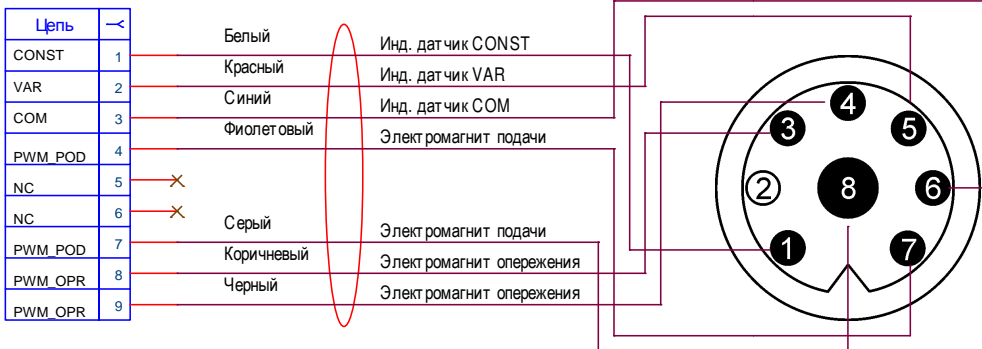 Цепь
CONST 1 Белый Инд. датчик CONST
VAR 2 Красный Инд. датчик VAR
COM 3 Синий Инд. датчик COM
PWM_POD 4 Фиолетовый Электромагнит подачи
NC 5
NC 6
PWM_POD 7 Серый Электромагнит подачи
PWM_OPR 8 Коричневый Электромагнит опережения
PWM_OPR 9 Черный Электромагнит опережения
4
3 5
2 8 6
1 7